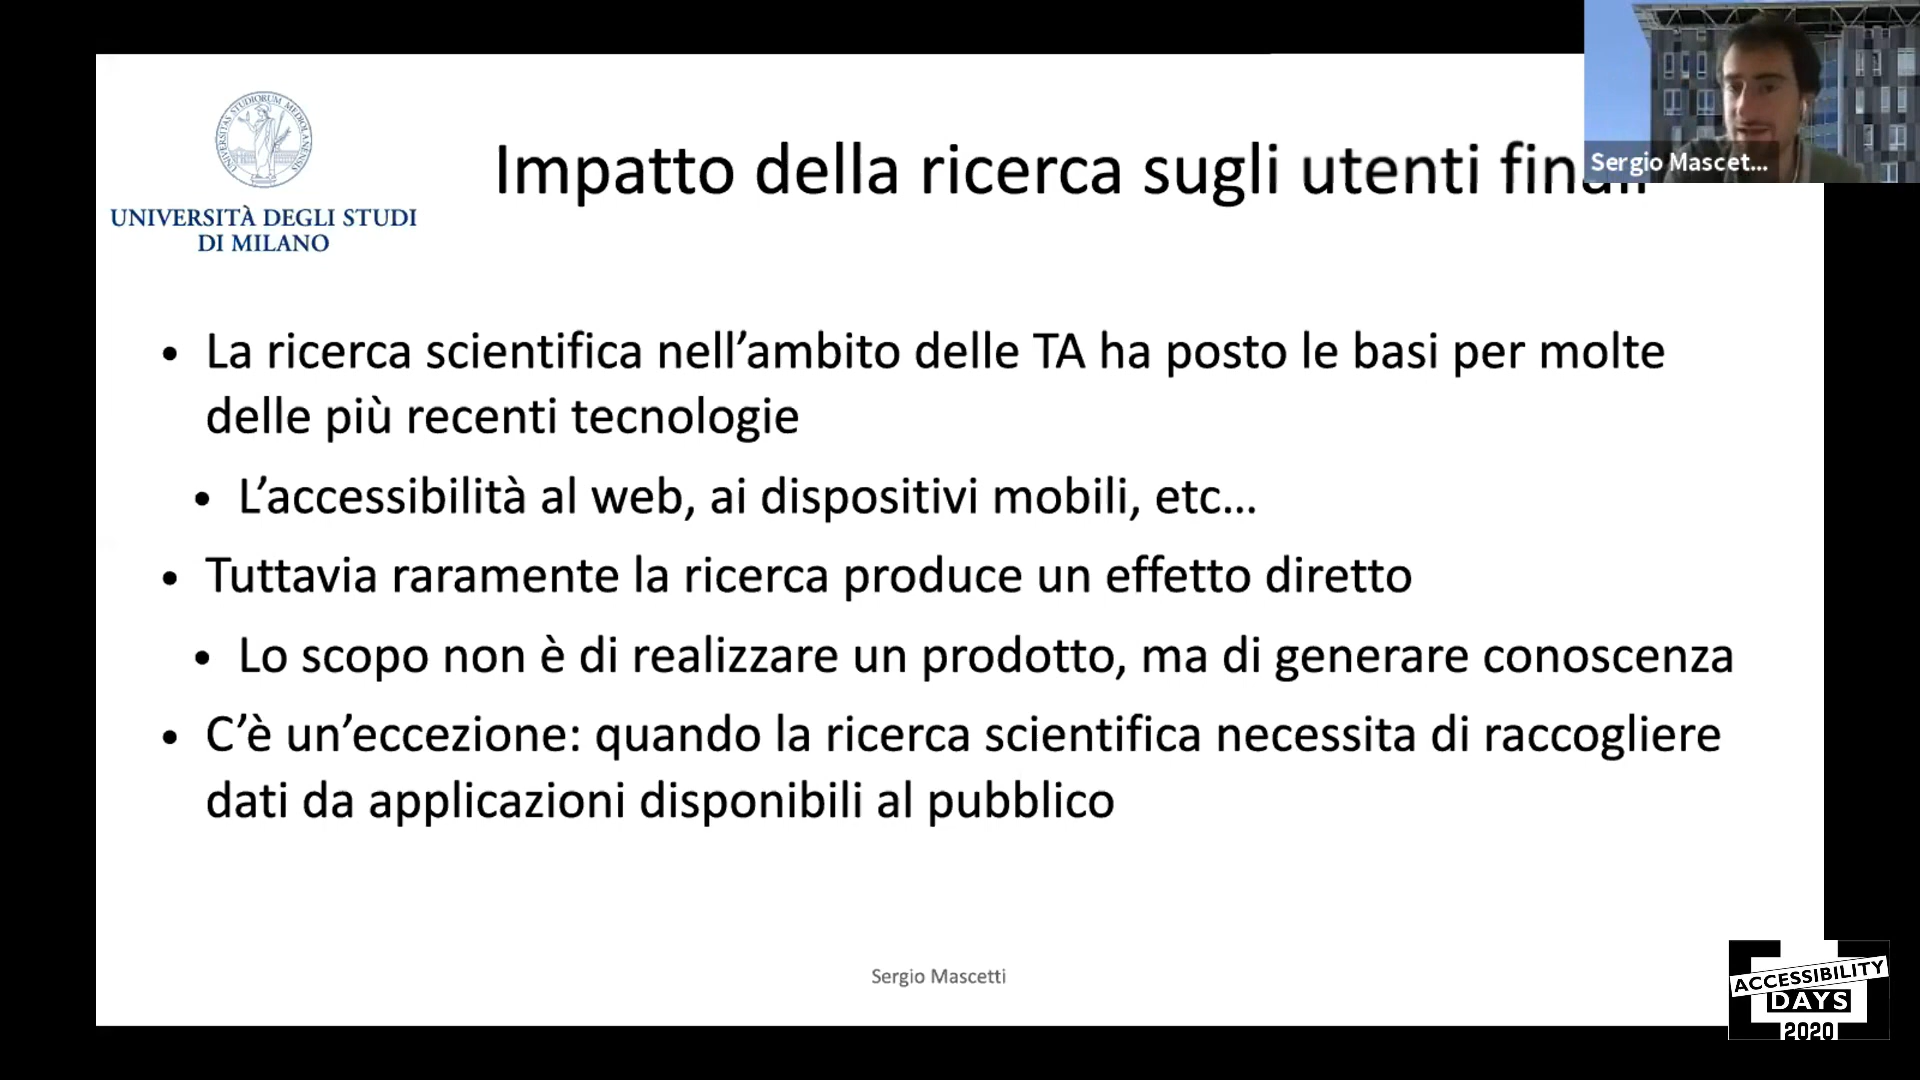 UNIVERSITÀ DEGLI STUDI
DI MILANO
Impatto della ricerca sugli utenti
Sergio Mascet...
• La ricerca scientifica nell’ambito delle TA ha posto le basi per molte
delle più recenti tecnologie
• L’accessibilità al web, ai dispositivi mobili, etc…
• Tuttavia raramente la ricerca produce un effetto diretto
• Lo scopo non è di realizzare un prodotto, ma di generare conoscenza
• C’è un’eccezione: quando la ricerca scientifica necessita di raccogliere
dati da applicazioni disponibili al pubblico
Sergio Mascetti
ACCESSIBILITY
DAYS
2020